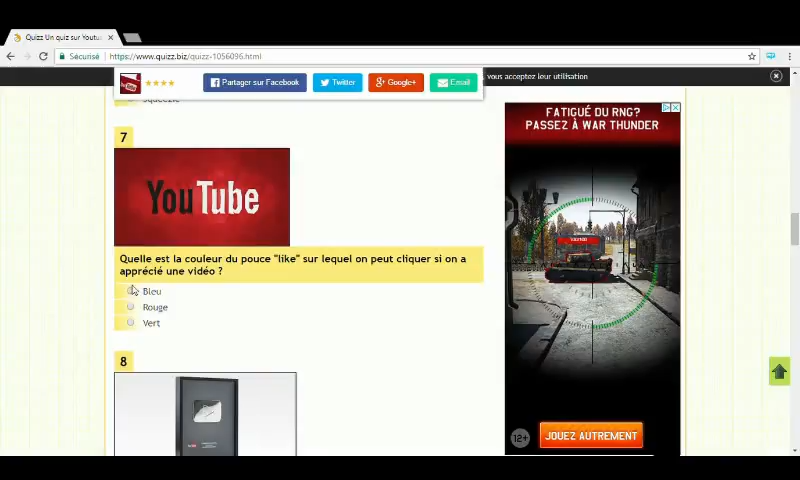 Quizz Un quiz sur Youtu
Sécurisé
https://www.quizz.biz/quizz-1056096.html
Partager sur Facebook
Twitter
Google+
Email
, vous acceptez leur utilisation
Squeezie
7
YouTube
Quelle est la couleur du pouce "like" sur lequel on peut cliquer si on a
apprécié une vidéo ?
Bleu
Rouge
Vert
8
FATIGUÉ DU RNG?
PASSEZ À WAR THUNDER
12+
JOUEZ AUTREMENT